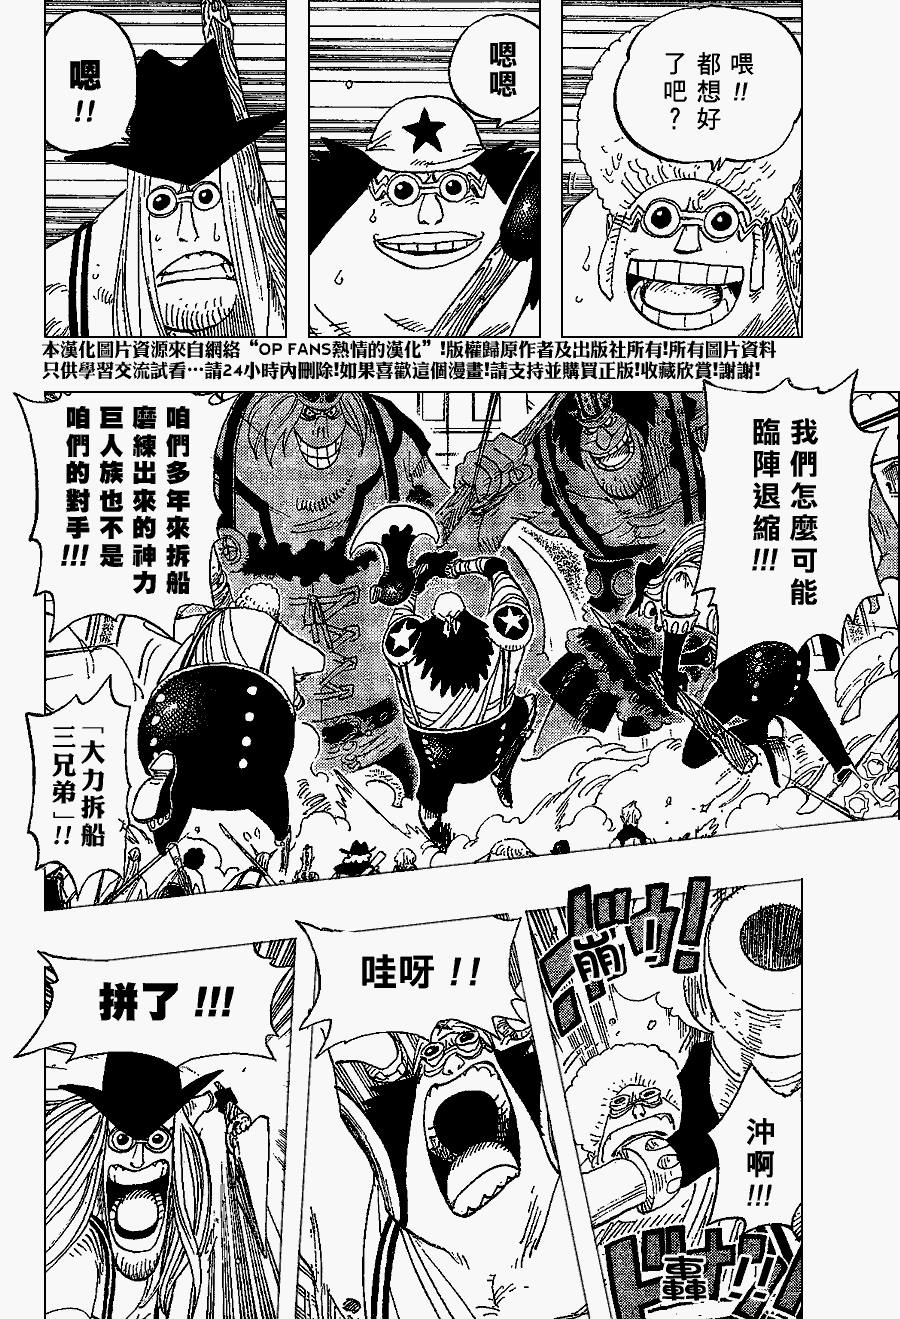 喂!!
都想好
了吧?
嗯
嗯
嗯
!!
本漢化圖片資源來自網絡“OP FANS熱情的漢化”!版權歸原作者及出版社所有!所有圖片資料
只供學習交流試看…請24小時內刪除!如果喜歡這個漫畫!請支持並購買正版!收藏欣賞!謝謝!
我們怎麼可能
臨陣退縮!!!
咱們多年來拆船
磨練出來的神力
巨人族也不是
咱們的對手!!!
「大力拆船
三兄弟」!!
崩
沖啊!!!
轟
哇呀!!
拼了!!!